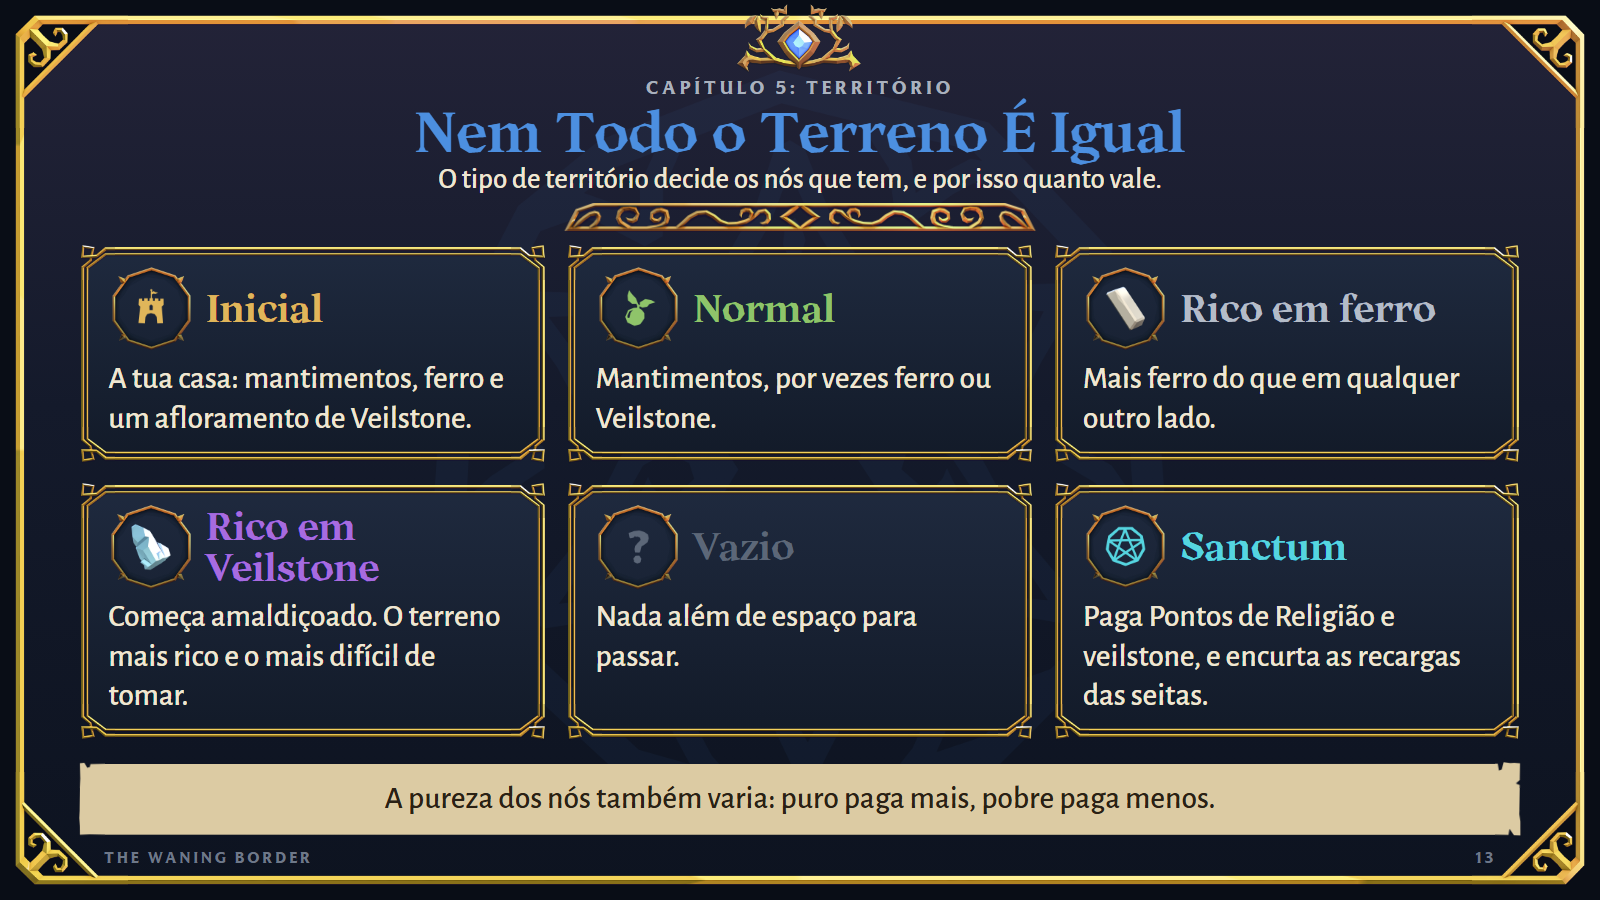 CAPÍTULO 5: TERRITÓRIO
Nem Todo o Terreno É Igual
O tipo de território decide os nós que tem, e por isso quanto vale.
Inicial
A tua casa: mantimentos, ferro e
um afloramento de Veilstone.
Normal
Mantimentos, por vezes ferro ou
Veilstone.
Rico em ferro
Mais ferro do que em qualquer
outro lado.
Rico em
Veilstone
Começa amaldiçoado. O terreno
mais rico e o mais difícil de
tomar.
?
Vazio
Nada além de espaço para
passar.
Sanctum
Paga Pontos de Religião e
veilstone, e encurta as recargas
das seitas.
A pureza dos nós também varia: puro paga mais, pobre paga menos.
THE WANING BORDER
13